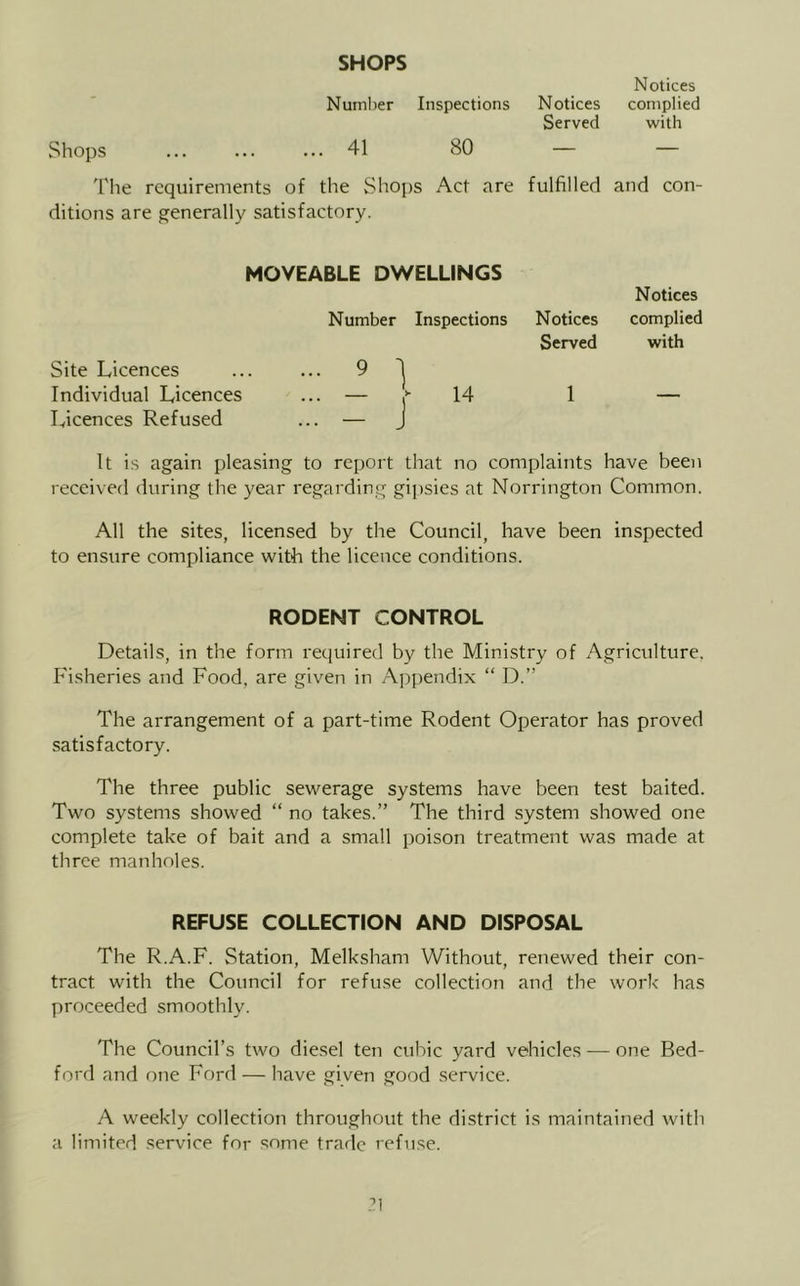 SHOPS
Notices
Number Inspections Notices complied
Served with
Shops ... ... ... 41 80 — —
The requirements of the Shops Act are fulfilled and con-
ditions are generally satisfactory.
MOVEABLE DWELLINGS
Notices
Number Inspections Notices complied
Served with
Site Licences ... ... 9
Individual Licences ... — } 14 1 —
Licences Refused ... —
It is again pleasing to report that no complaints have been
received during the year regarding gipsies at Norrington Common.
All the sites, licensed by the Council, have been inspected
to ensure compliance with the licence conditions.
RODENT CONTROL
Details, in the form required by the Ministry of Agriculture,
Fisheries and Food, are given in Appendix “ D.”
The arrangement of a part-time Rodent Operator has proved
satisfactory.
The three public sewerage systems have been test baited.
Two systems showed “ no takes.” The third system showed one
complete take of bait and a small poison treatment was made at
three manholes.
REFUSE COLLECTION AND DISPOSAL
The R.A.F. Station, Melksham Without, renewed their con-
tract with the Council for refuse collection and the work has
proceeded smoothly.
The Council’s two diesel ten cubic yard vehicles — one Bed-
ford and one Ford — have given good service.
A weekly collection throughout the district is maintained with
a limited service for some trade refuse.
21